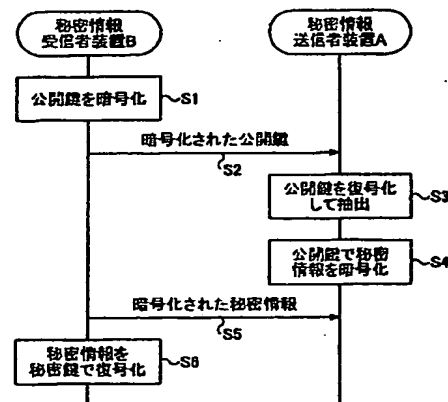 秘密情報
受信者装置B
秘密情報
送信者装置A
公開鍵を暗号化
S1
暗号化された公開鍵
S2
公開鍵を復号化
して抽出
S3
公開鍵で秘密
情報を暗号化
S4
暗号化された秘密情報
S5
秘密情報を
秘密鍵で復号化
S6